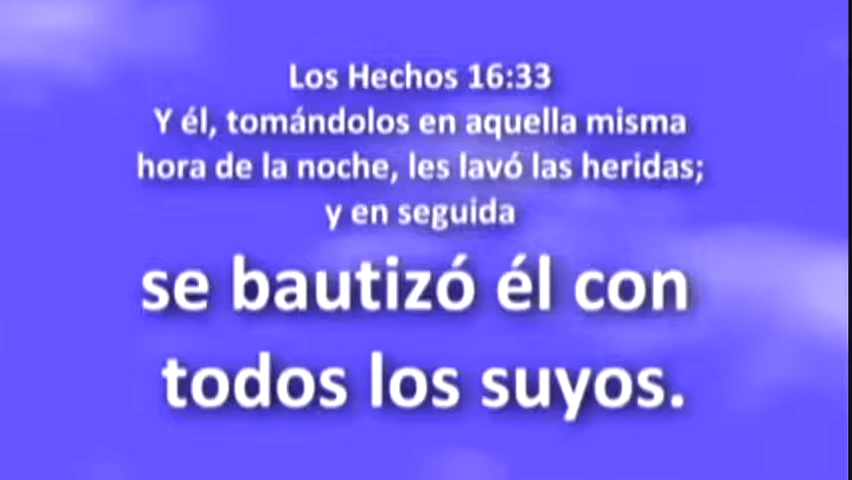 Los Hechos 16:33
Y él, tomándolos en aquella misma
hora de la noche, les lavó las heridas;
y en seguida
se bautizó él con
todos los suyos.